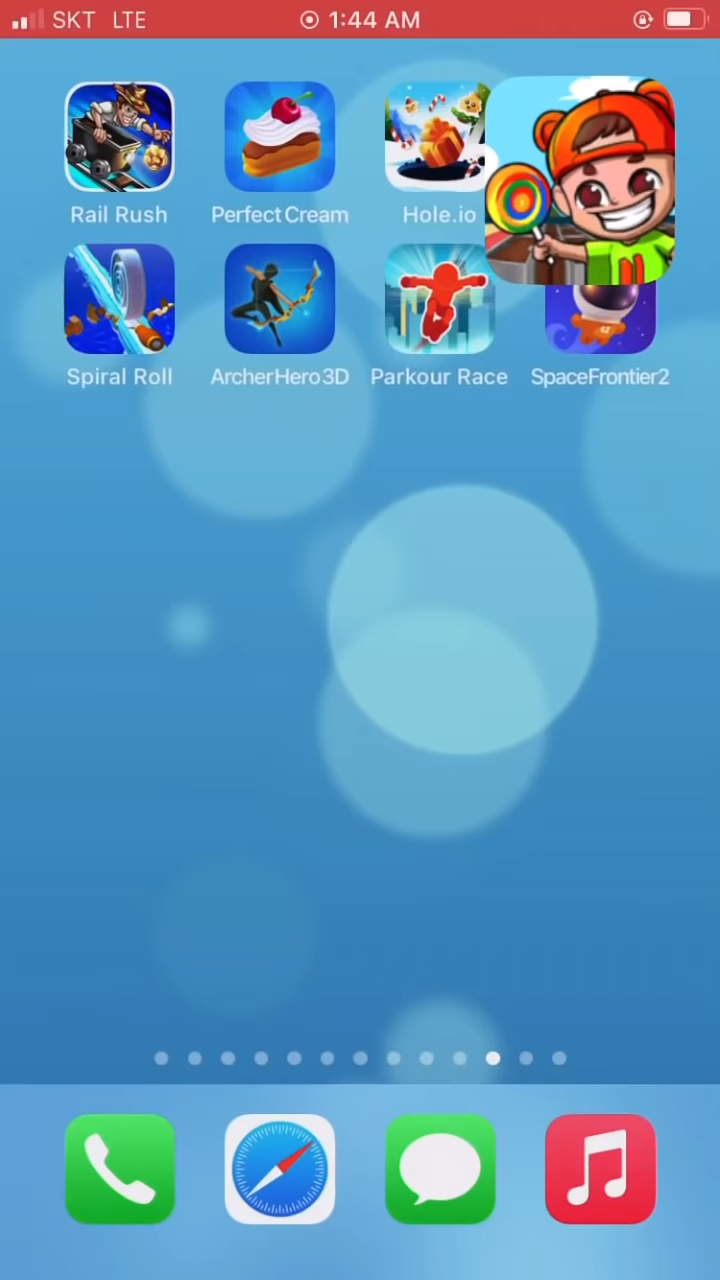 SKT LTE 1:44 AM
Rail Rush Perfect Cream Hole.io
Spiral Roll ArcherHero3D Parkour Race SpaceFrontier2